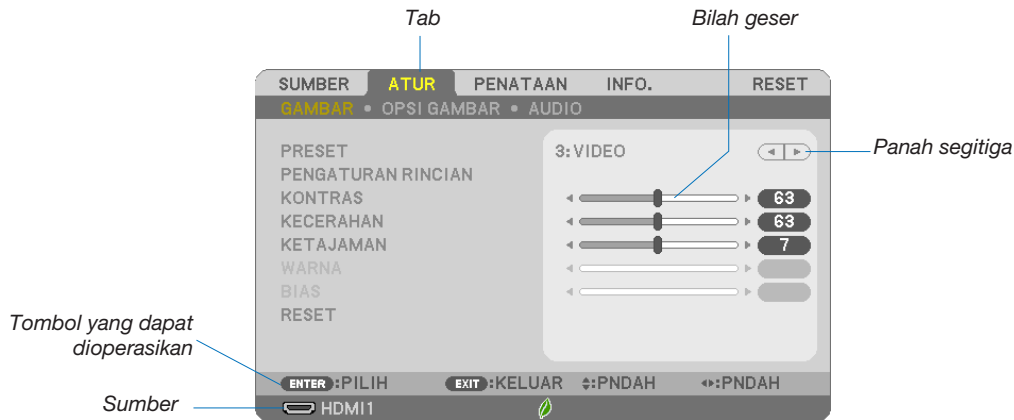 Tab
Bilah geser
SUMBER ATUR PENATAAN INFO. RESET
GAMBAR • OPSI GAMBAR • AUDIO
PRESET 3:VIDEO
Panah segitiga
PENGATURAN RINCIAN
KONTRAS 63
KECERAHAN 63
KETAJAMAN 7
WARNA
BIAS
RESET
Tombol yang dapat
dioperasikan
ENTER :PILIH EXIT :KELUAR :PNDAH :PNDAH
Sumber
HDMI1